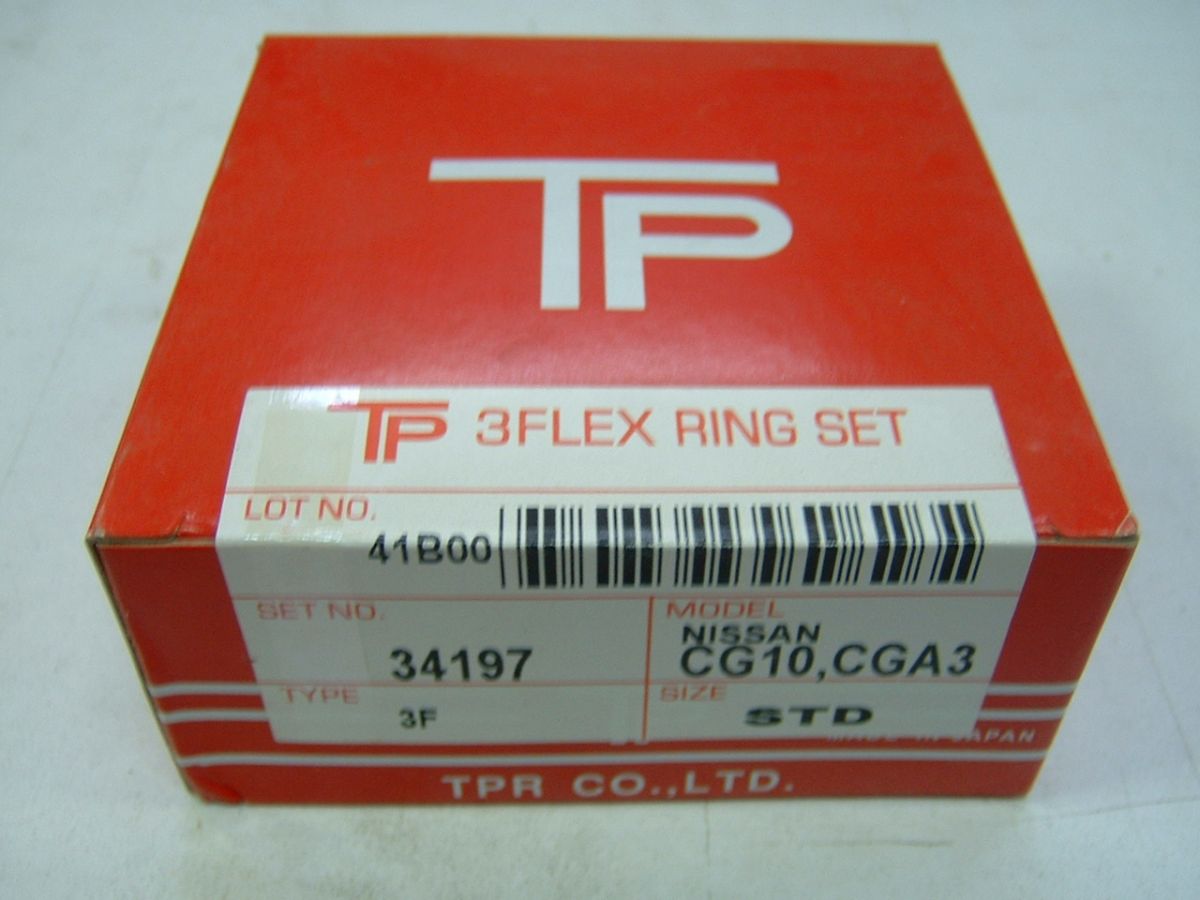 TP
TP 3FLEX RING SET
LOT NO.
41B00
SET NO.
34197
MODEL
NISSAN
CG10,CGA3
TYPE
3F
SIZE
STD
MADE IN JAPAN
TPR CO.,LTD.